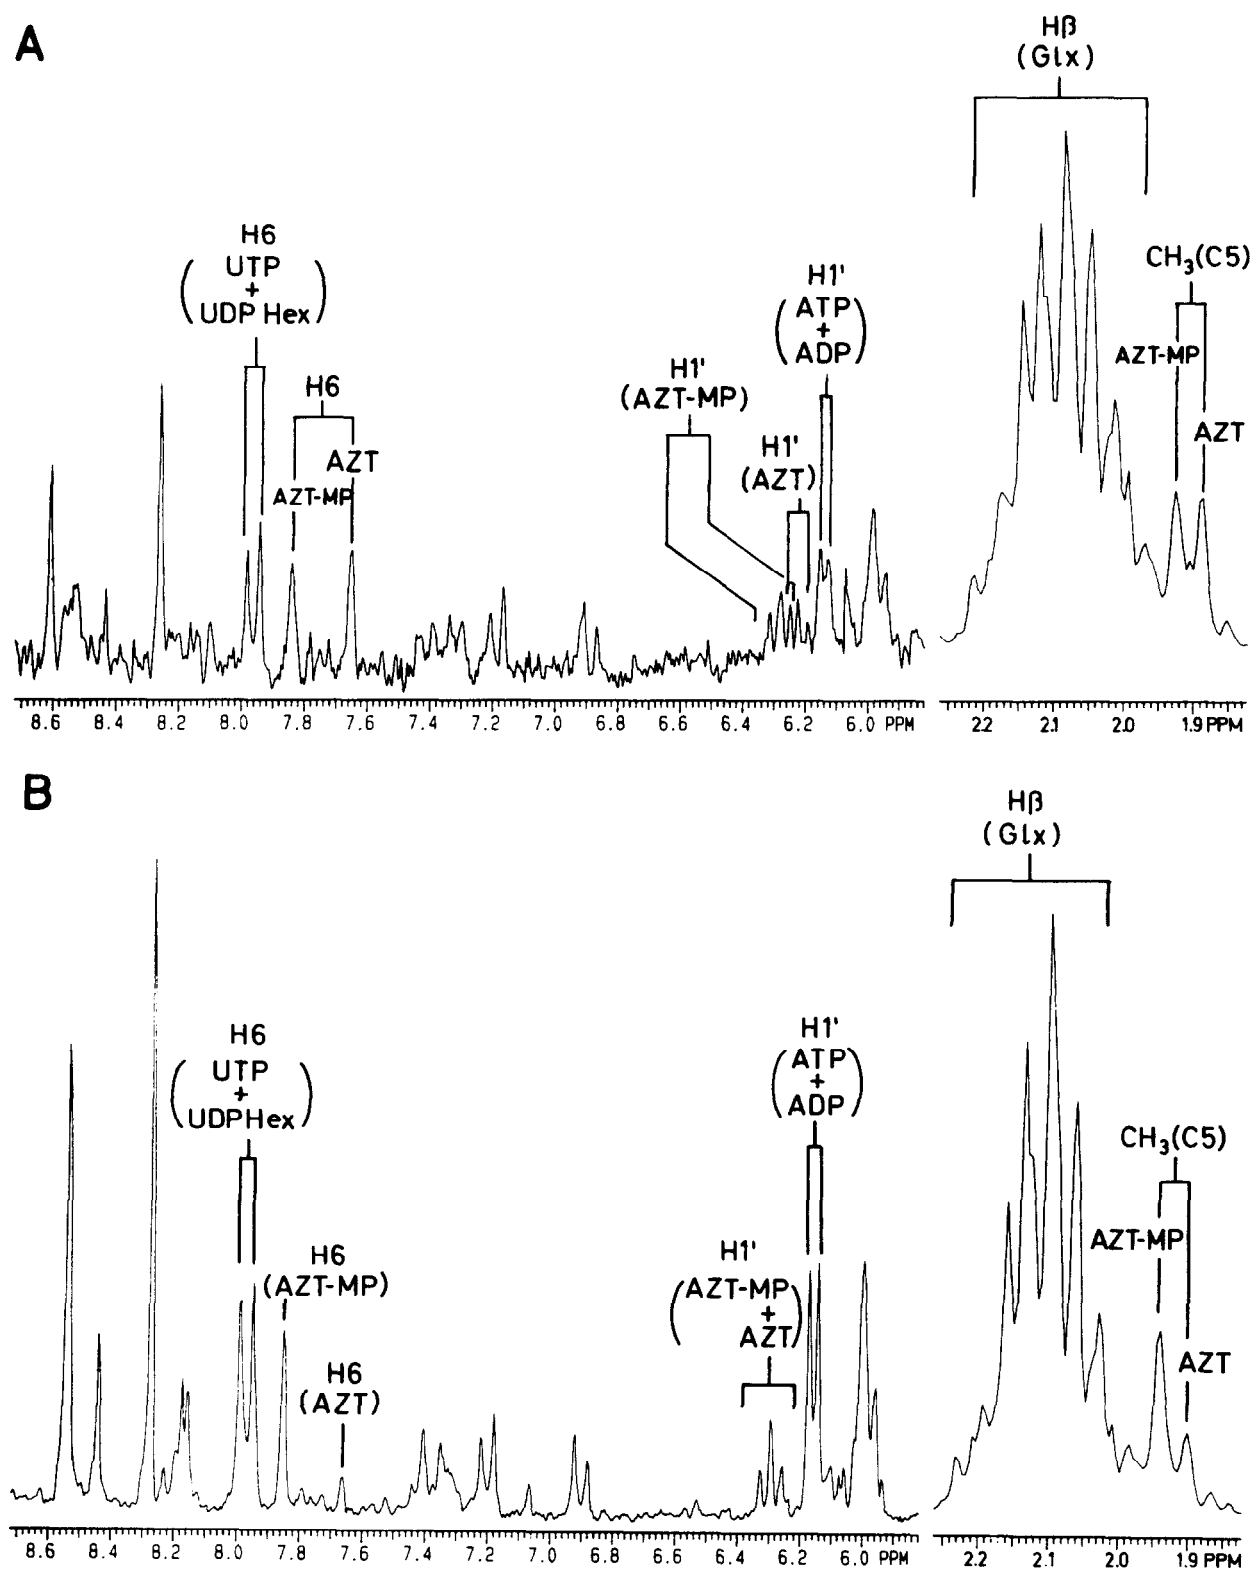 A
Hβ
(Glx)
H6
(UTP
+
UDP Hex)
H6
AZT
AZT-MP
H1'
(AZT-MP)
H1'
(AZT)
H1'
(ATP
+
ADP)
CH₃(C5)
AZT-MP
AZT
8.6 8.4 8.2 8.0 7.8 7.6 7.4 7.2 7.0 6.8 6.6 6.4 6.2 6.0 PPM
2.2 2.1 2.0 1.9 PPM
B
Hβ
(Glx)
H6
(UTP
+
UDPHex)
H6
(AZT-MP)
H6
(AZT)
H1'
(AZT-MP
+
AZT)
H1'
(ATP
+
ADP)
CH₃(C5)
AZT-MP
AZT
8.6 8.4 8.2 8.0 7.8 7.6 7.4 7.2 7.0 6.8 6.6 6.4 6.2 6.0 PPM
2.2 2.1 2.0 1.9 PPM